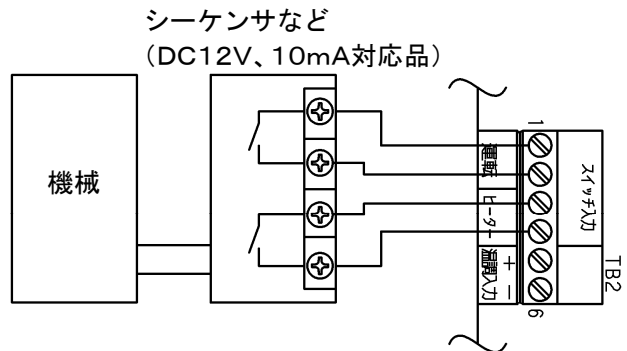 シーケンサなど
（DC12V、10mA対応品）
機械
1
運転
ヒーター
＋
－
温調入力
スイッチ入力
TB2
6